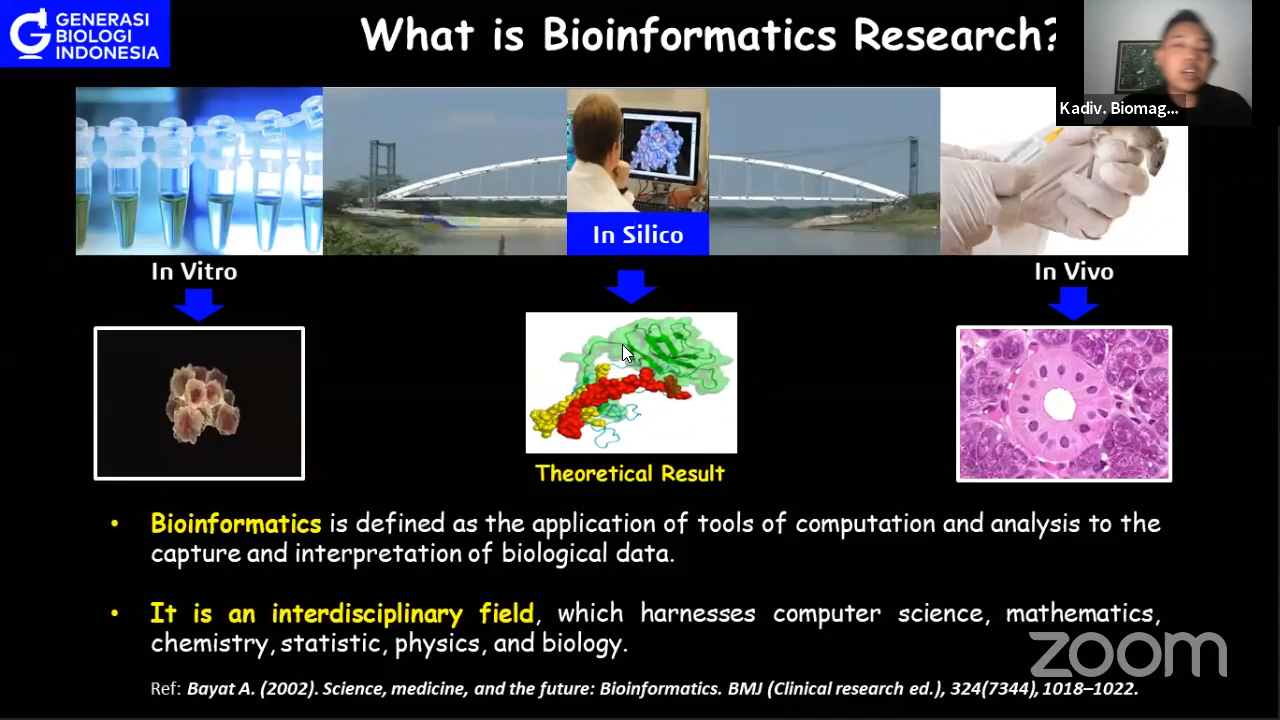 GENERASI
BIOLOGI
INDONESIA
What is Bioinformatics Research?
Kadiv. Biomag...
In Silico
In Vitro
In Vivo
Theoretical Result
• Bioinformatics is defined as the application of tools of computation and analysis to the
capture and interpretation of biological data.
• It is an interdisciplinary field, which harnesses computer science, mathematics,
chemistry, statistic, physics, and biology.
zoom
Ref: Bayat A. (2002). Science, medicine, and the future: Bioinformatics. BMJ (Clinical research ed.), 324(7344), 1018–1022.